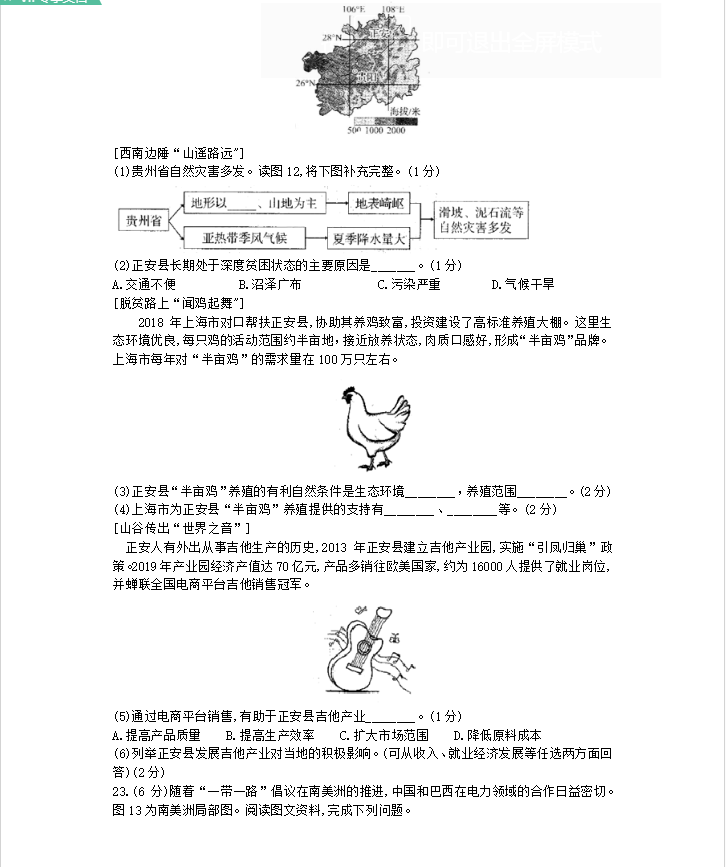 即可退出全屏模式
106°E 108°E
28°N
正安
贵阳
26°N
海拔/米
500 1000 2000
[西南边陲“山遥路远”]
(1)贵州省自然灾害多发。读图12,将下图补充完整。(1分)
贵州省
地形以____、山地为主
地表崎岖
亚热带季风气候
夏季降水量大
滑坡、泥石流等
自然灾害多发
(2)正安县长期处于深度贫困状态的主要原因是______。(1分)
A.交通不便 B.沼泽广布 C.污染严重 D.气候干旱
[脱贫路上“闻鸡起舞”]
2018年上海市对口帮扶正安县,协助其养鸡致富,投资建设了高标准养殖大棚。这里生
态环境优良,每只鸡的活动范围约半亩地,接近放养状态,肉质口感好,形成“半亩鸡”品牌。
上海市每年对“半亩鸡”的需求量在100万只左右。
(3)正安县“半亩鸡”养殖的有利自然条件是生态环境_______,养殖范围_______。(2分)
(4)上海市为正安县“半亩鸡”养殖提供的支持有_______、_______等。(2分)
[山谷传出“世界之音”]
正安人有外出从事吉他生产的历史,2013年正安县建立吉他产业园,实施“引凤归巢”政
策。2019年产业园经济产值达70亿元,产品多销往欧美国家,约为16000人提供了就业岗位,
并蝉联全国电商平台吉他销售冠军。
(5)通过电商平台销售,有助于正安县吉他产业_______。(1分)
A.提高产品质量 B.提高生产效率 C.扩大市场范围 D.降低原料成本
(6)列举正安县发展吉他产业对当地的积极影响。(可从收入、就业经济发展等任选两方面回
答)(2分)
23.(6分)随着“一带一路”倡议在南美洲的推进,中国和巴西在电力领域的合作日益密切。
图13为南美洲局部图。阅读图文资料,完成下列问题。